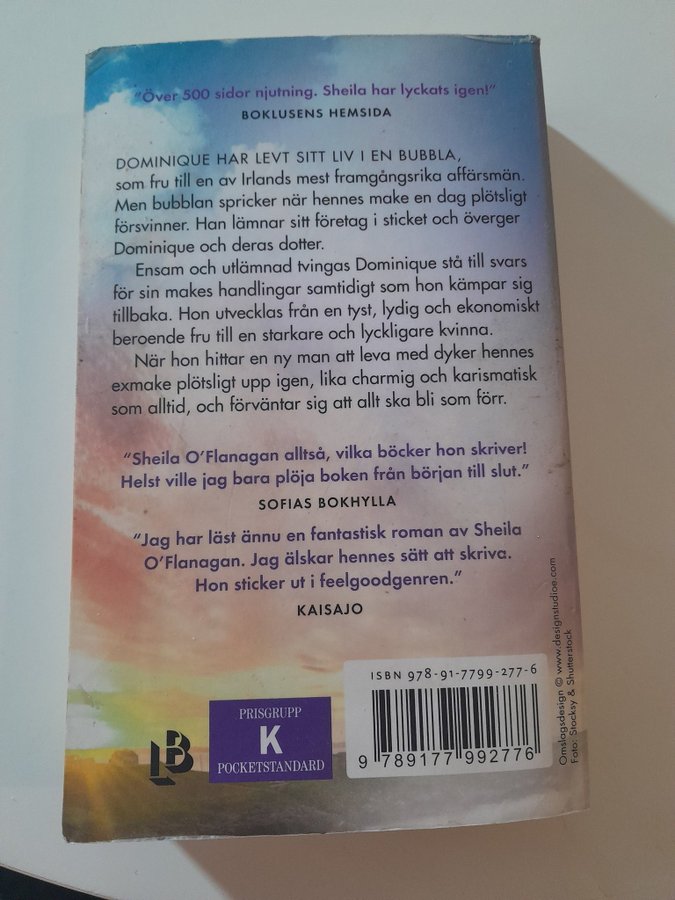 "Över 500 sidor njutning. Sheila har lyckats igen!"
BOKLUSENS HEMSIDA
DOMINIQUE HAR LEVT SITT LIV I EN BUBBLA,
som fru till en av Irlands mest framgångsrika affärsmän.
Men bubblan spricker när hennes make en dag plötsligt
försvinner. Han lämnar sitt företag i sticket och överger
Dominique och deras dotter.
Ensam och utlämnad tvingas Dominique stå till svars
för sin makes handlingar samtidigt som hon kämpar sig
tillbaka. Hon utvecklas från en tyst, lydig och ekonomiskt
beroende fru till en starkare och lyckligare kvinna.
När hon hittar en ny man att leva med dyker hennes
exmake plötsligt upp igen, lika charmig och karismatisk
som alltid, och förväntar sig att allt ska bli som förr.
"Sheila O'Flanagan alltså, vilka böcker hon skriver!
Helst ville jag bara plöja boken från början till slut."
SOFIAS BOKHYLLA
"Jag har läst ännu en fantastisk roman av Sheila
O'Flanagan. Jag älskar hennes sätt att skriva.
Hon sticker ut i feelgoodgenren."
KAISAJO
ISBN 978-91-7799-277-6
9 789177 992776
PRISGRUPP
K
POCKETSTANDARD
LB
Omslagsdesign © www.designstudioe.com
Foto: Stocksy & Shutterstock